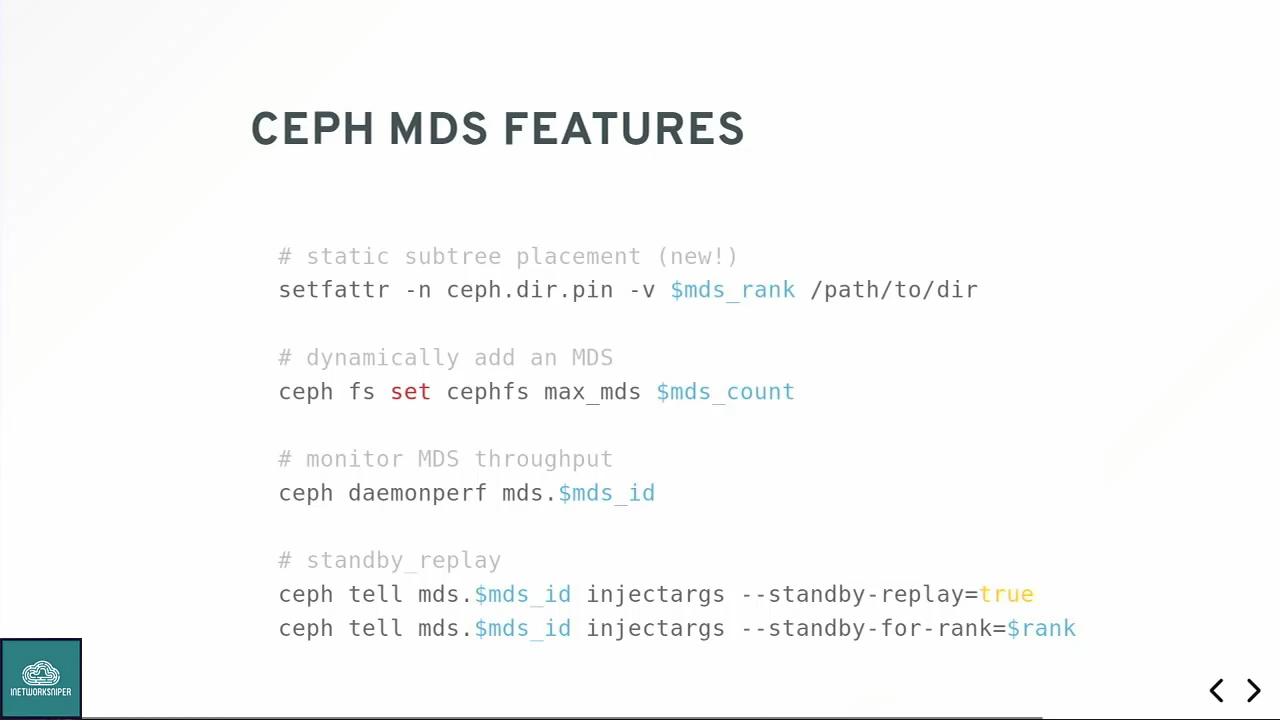 CEPH MDS FEATURES
# static subtree placement (new!)
setfattr -n ceph.dir.pin -v $mds_rank /path/to/dir
# dynamically add an MDS
ceph fs set cephfs max_mds $mds_count
# monitor MDS throughput
ceph daemonperf mds.$mds_id
# standby_replay
ceph tell mds.$mds_id injectargs --standby-replay=true
ceph tell mds.$mds_id injectargs --standby-for-rank=$rank
INETWORKSNIPER